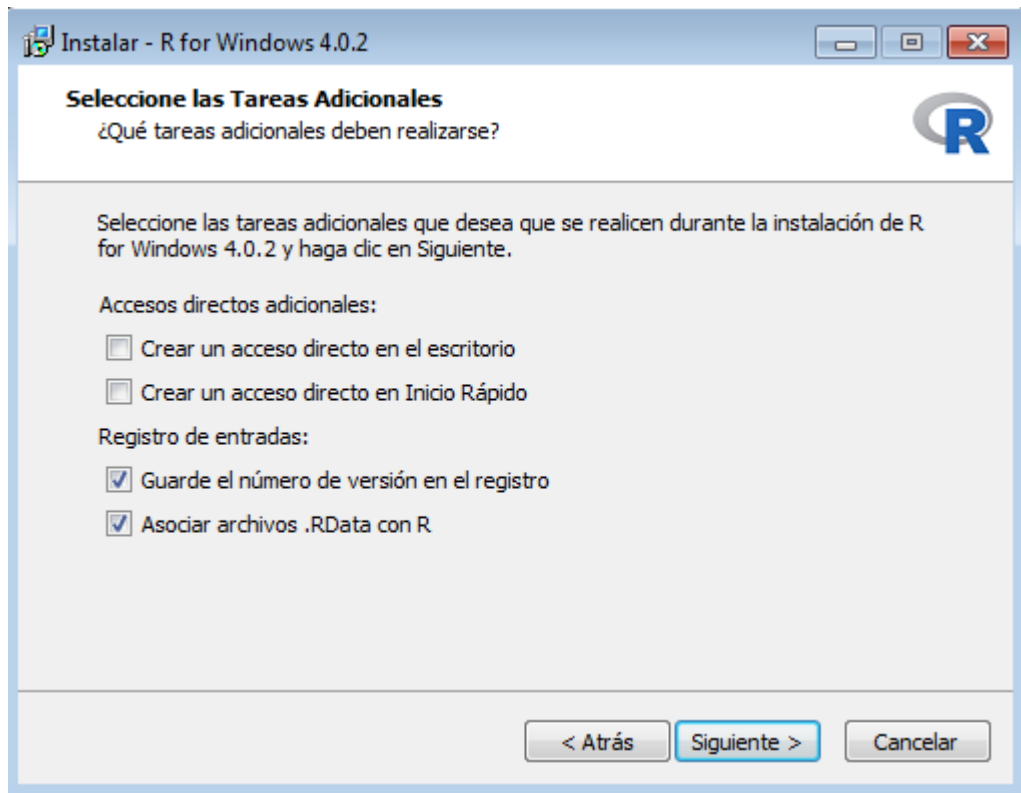 Instalar - R for Windows 4.0.2
Seleccione las Tareas Adicionales
¿Qué tareas adicionales deben realizarse?
R
Seleccione las tareas adicionales que desea que se realicen durante la instalación de R
for Windows 4.0.2 y haga clic en Siguiente.
Accesos directos adicionales:
Crear un acceso directo en el escritorio
Crear un acceso directo en Inicio Rápido
Registro de entradas:
Guarde el número de versión en el registro
Asociar archivos .RData con R
< Atrás
Siguiente >
Cancelar